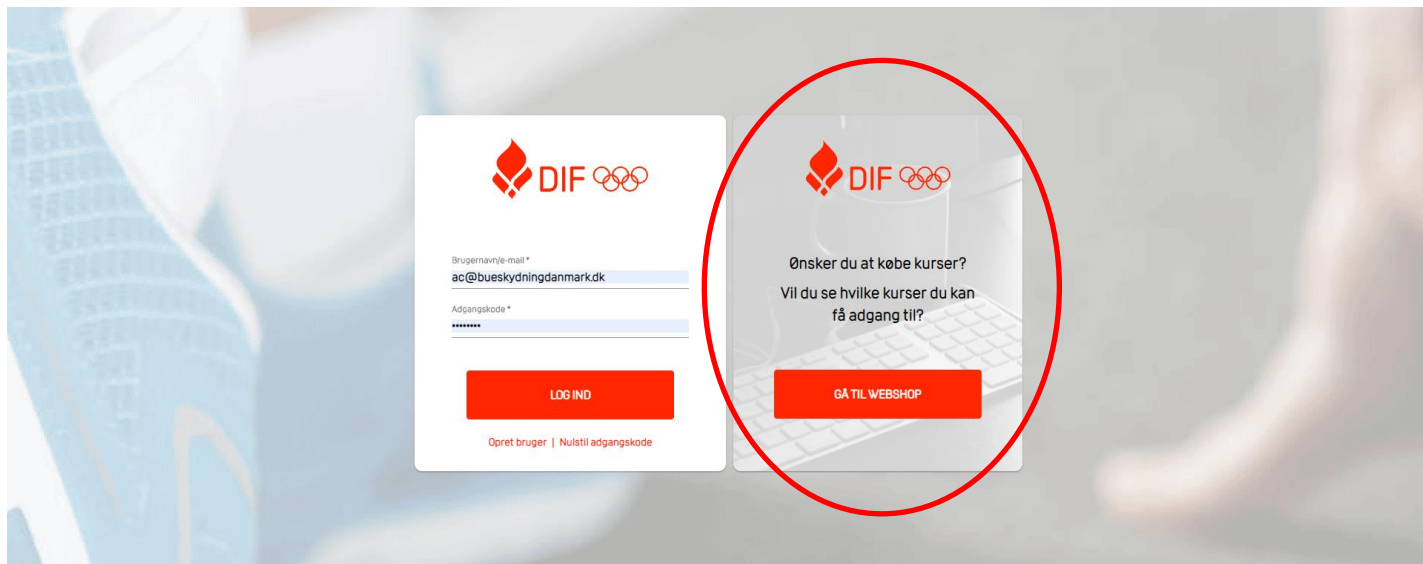 DIF
Brugernavn/e-mail *
ac@bueskydningdanmark.dk
Adgangskode *
••••••••
LOG IND
Opret bruger | Nulstil adgangskode
DIF
Ønsker du at købe kurser?
Vil du se hvilke kurser du kan
få adgang til?
GÅ TIL WEBSHOP